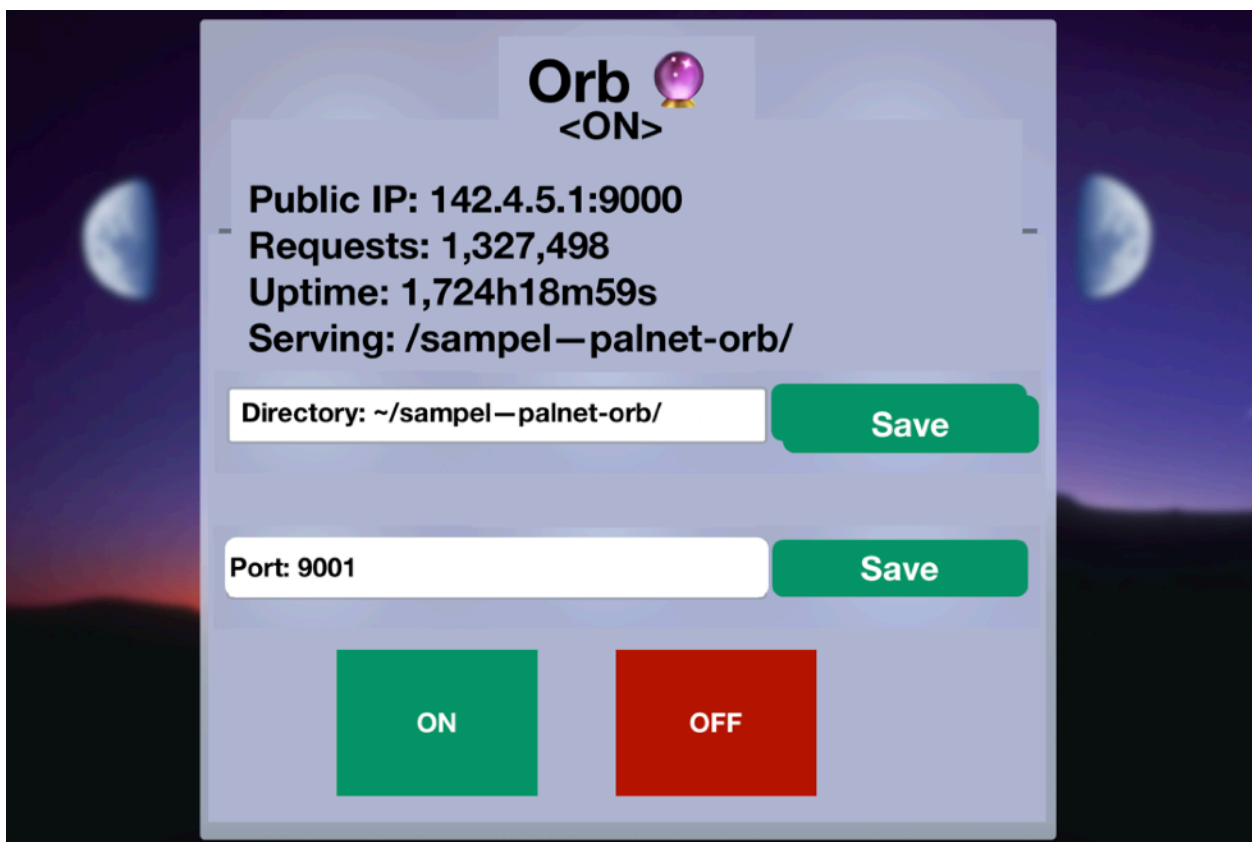 Orb 🔮
<ON>
Public IP: 142.4.5.1:9000
Requests: 1,327,498
Uptime: 1,724h18m59s
Serving: /sampel—palnet-orb/
Directory: ~/sampel—palnet-orb/
Save
Port: 9001
Save
ON
OFF